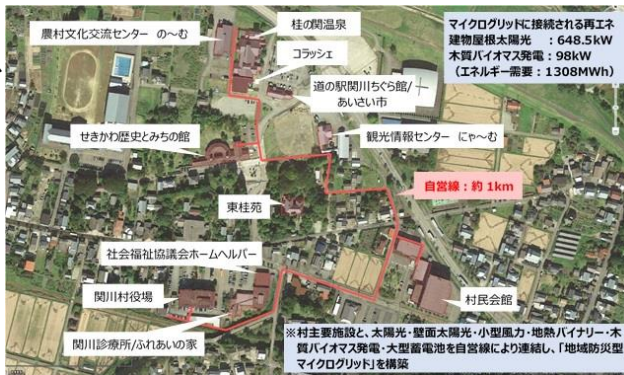 農村文化交流センター の～む
桂の関温泉
コラッシェ
道の駅関川ちぐら館/
あいさい市
マイクログリッドに接続される再エネ
建物屋根太陽光：648.5kW
木質バイオマス発電：98kW
（エネルギー需要：1308MWh）
せきかわ歴史とみちの館
観光情報センター にゃ～む
自営線：約 1km
東桂苑
社会福祉協議会ホームヘルパー
関川村役場
村民会館
関川診療所/ふれあいの家
※村主要施設と、太陽光・壁面太陽光・小型風力・地熱バイナリー・木
質バイオマス発電・大型蓄電池を自営線により連結し、「地域防災型
マイクログリッド」を構築